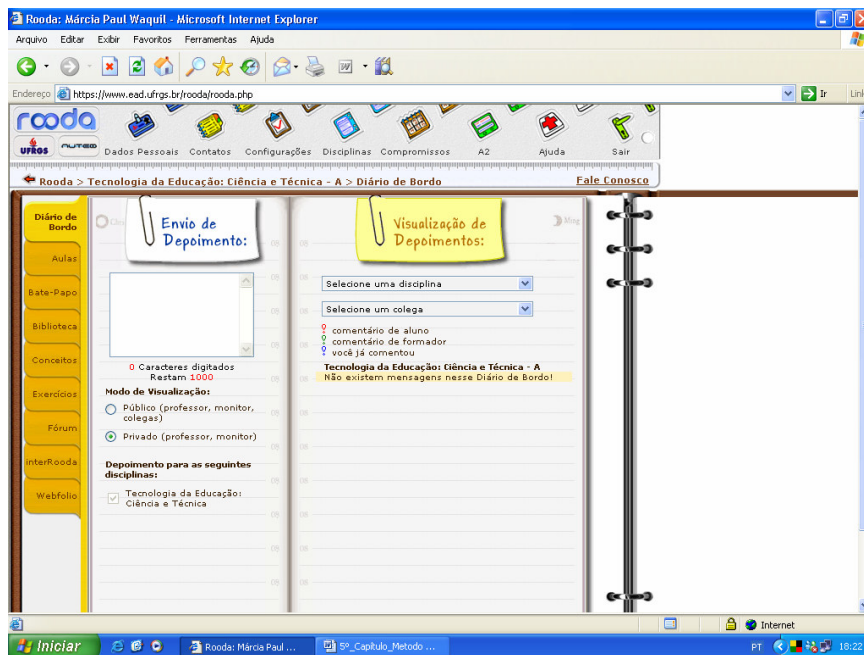 Rooda: Márcia Paul Waquil - Microsoft Internet Explorer
Arquivo Editar Exibir Favoritos Ferramentas Ajuda
Endereço https://www.ead.ufrgs.br/rooda/rooda.php Ir Link
rooda
UFRGS NUTED
Dados Pessoais Contatos Configurações Disciplinas Compromissos A2 Ajuda Sair
Rooda > Tecnologia da Educação: Ciência e Técnica - A > Diário de Bordo Fale Conosco
Diário de
Bordo
Aulas
Bate-Papo
Biblioteca
Conceitos
Exercícios
Fórum
InterRooda
Webfolio
Envio de
Depoimento:
0 Caracteres digitados
Restam 1000
Modo de Visualização:
Público (professor, monitor,
colegas)
Privado (professor, monitor)
Depoimento para as seguintes
disciplinas:
Tecnologia da Educação:
Ciência e Técnica
Visualização de
Depoimentos:
Ming
Selecione uma disciplina
Selecione um colega
comentário de aluno
comentário de formador
você já comentou
Tecnologia da Educação: Ciência e Técnica - A
Não existem mensagens nesse Diário de Bordo!
Internet
Iniciar
Rooda: Márcia Paul ...
5º_Capítulo_Metodo ...
PT 18:22